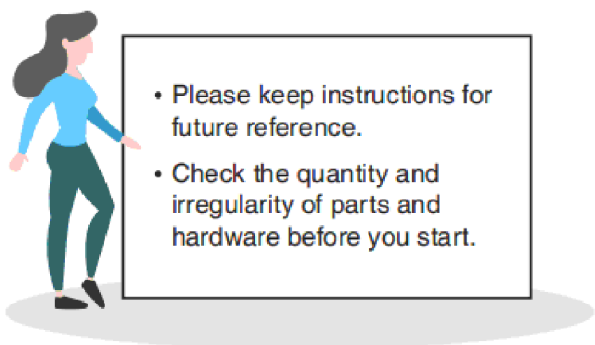 • Please keep instructions for
future reference.
• Check the quantity and
irregularity of parts and
hardware before you start.